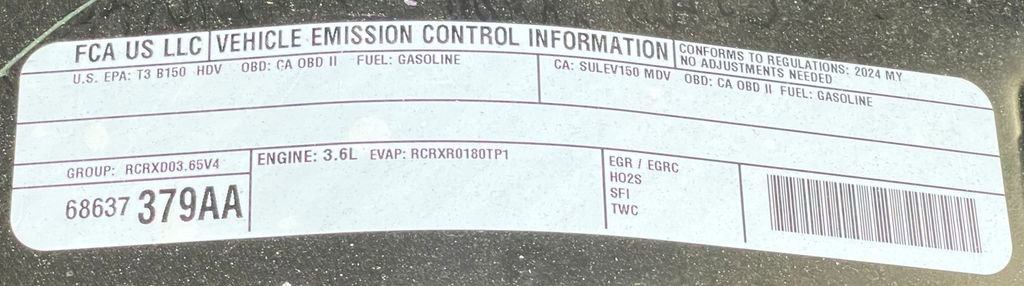 FCA US LLC VEHICLE EMISSION CONTROL INFORMATION
CONFORMS TO REGULATIONS: 2024 MY
NO ADJUSTMENTS NEEDED
U.S. EPA: T3 B150 HDV OBD: CA OBD II FUEL: GASOLINE
CA: SULEV150 MDV OBD: CA OBD II FUEL: GASOLINE
GROUP: RCRXD03.65V4
68637 379AA
ENGINE: 3.6L EVAP: RCRXR0180TP1
EGR / EGRC
HO2S
SFI
TWC